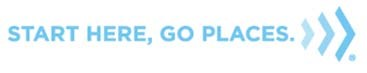 START HERE, GO PLACES. ®